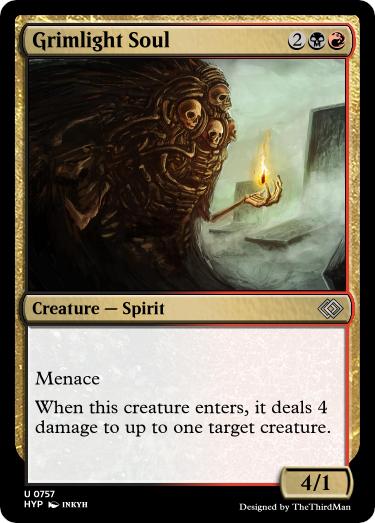 Grimlight Soul 2
Creature — Spirit
Menace
When this creature enters, it deals 4
damage to up to one target creature.
4/1
U 0757
HYP INKYH
Designed by TheThirdMan